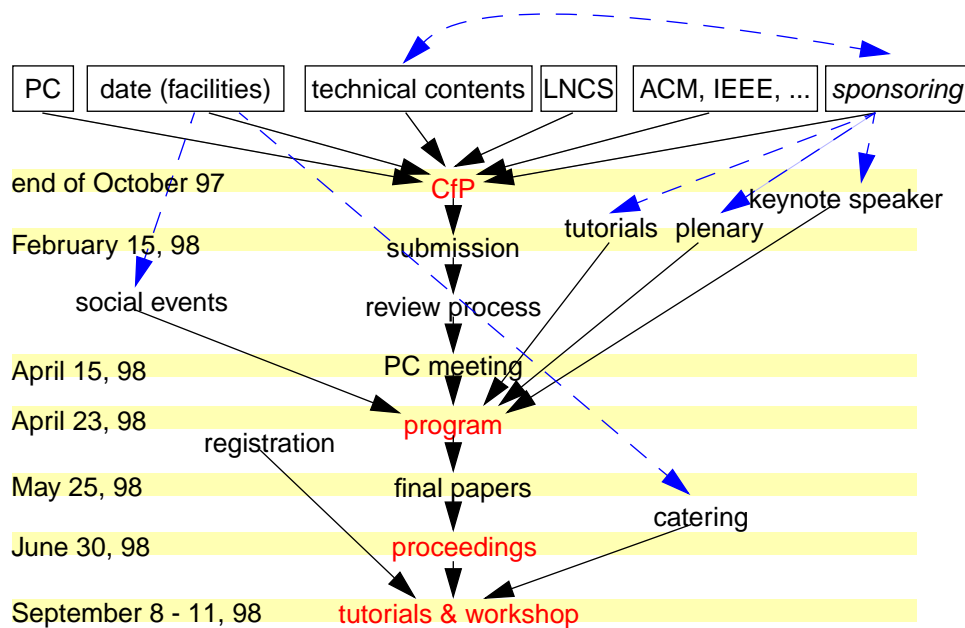 PC
date (facilities)
technical contents
LNCS
ACM, IEEE, ...
sponsoring
end of October 97
CfP
keynote speaker
tutorials
plenary
February 15, 98
submission
social events
review process
April 15, 98
PC meeting
April 23, 98
program
registration
May 25, 98
final papers
catering
June 30, 98
proceedings
September 8 - 11, 98
tutorials & workshop